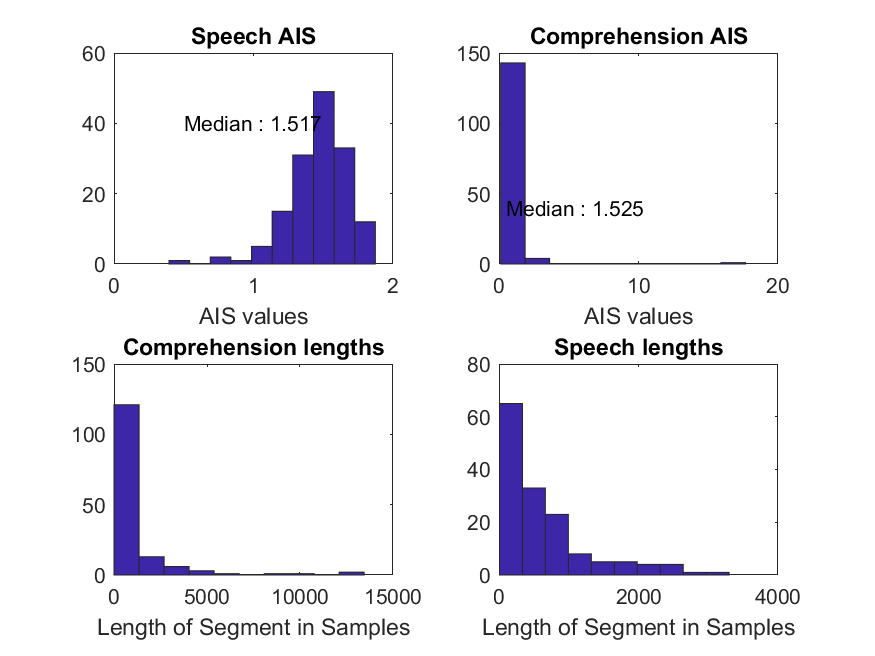 Speech AIS
60
40
20
0
Median : 1.517
0 1 2
AIS values
Comprehension AIS
150
100
50
0
Median : 1.525
0 10 20
AIS values
Comprehension lengths
150
100
50
0
0 5000 10000 15000
Length of Segment in Samples
Speech lengths
80
60
40
20
0
0 2000 4000
Length of Segment in Samples